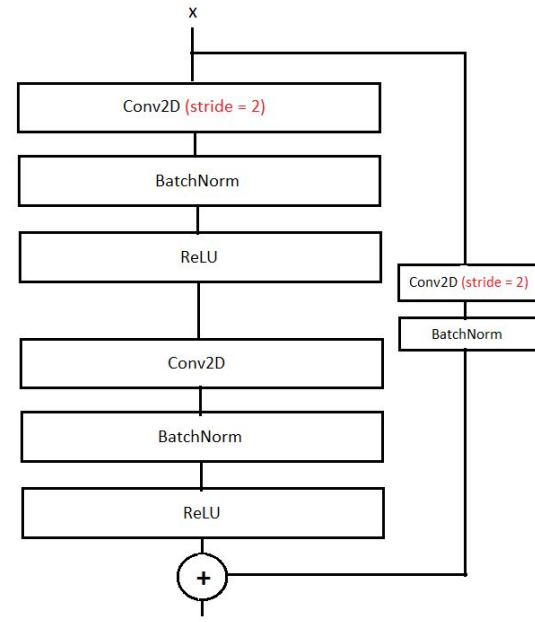 x
Conv2D (stride = 2)
BatchNorm
ReLU
Conv2D (stride = 2)
BatchNorm
Conv2D
BatchNorm
ReLU
+